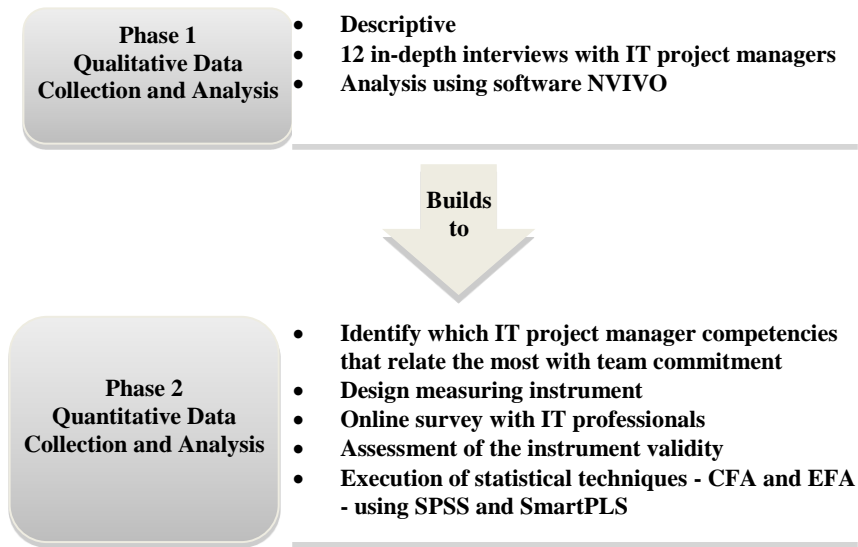 Phase 1
Qualitative Data
Collection and Analysis
• Descriptive
• 12 in-depth interviews with IT project managers
• Analysis using software NVIVO
Builds
to
Phase 2
Quantitative Data
Collection and Analysis
• Identify which IT project manager competencies
that relate the most with team commitment
• Design measuring instrument
• Online survey with IT professionals
• Assessment of the instrument validity
• Execution of statistical techniques - CFA and EFA
- using SPSS and SmartPLS